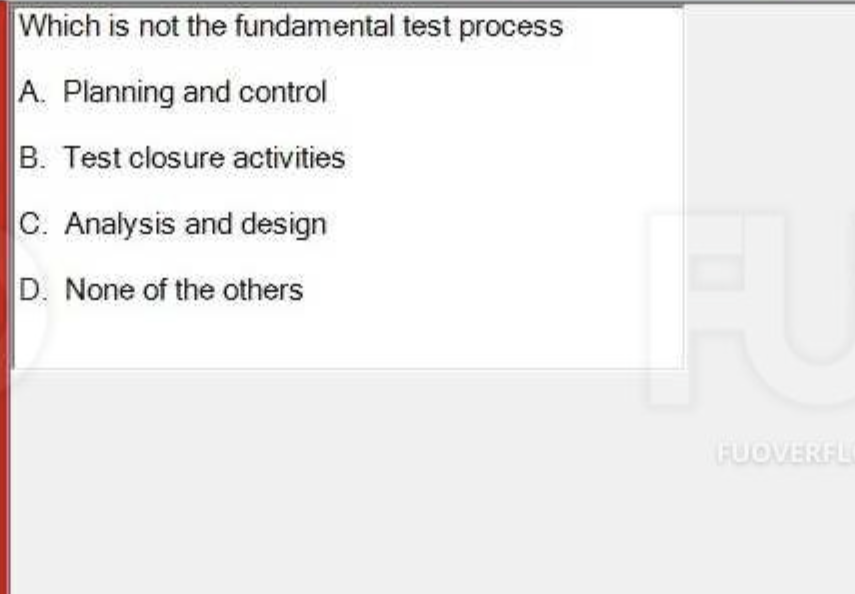 Which is not the fundamental test process
A. Planning and control
B. Test closure activities
C. Analysis and design
D. None of the others
FU